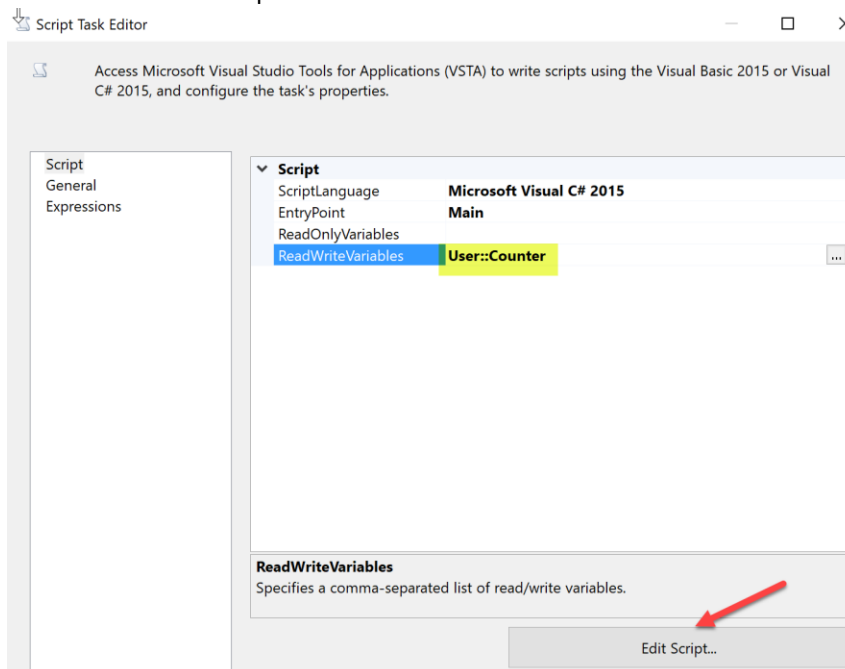 Script Task Editor
Access Microsoft Visual Studio Tools for Applications (VSTA) to write scripts using the Visual Basic 2015 or Visual
C# 2015, and configure the task's properties.
Script
General
Expressions
Script
ScriptLanguage Microsoft Visual C# 2015
EntryPoint Main
ReadOnlyVariables
ReadWriteVariables User::Counter ...
ReadWriteVariables
Specifies a comma-separated list of read/write variables.
Edit Script...